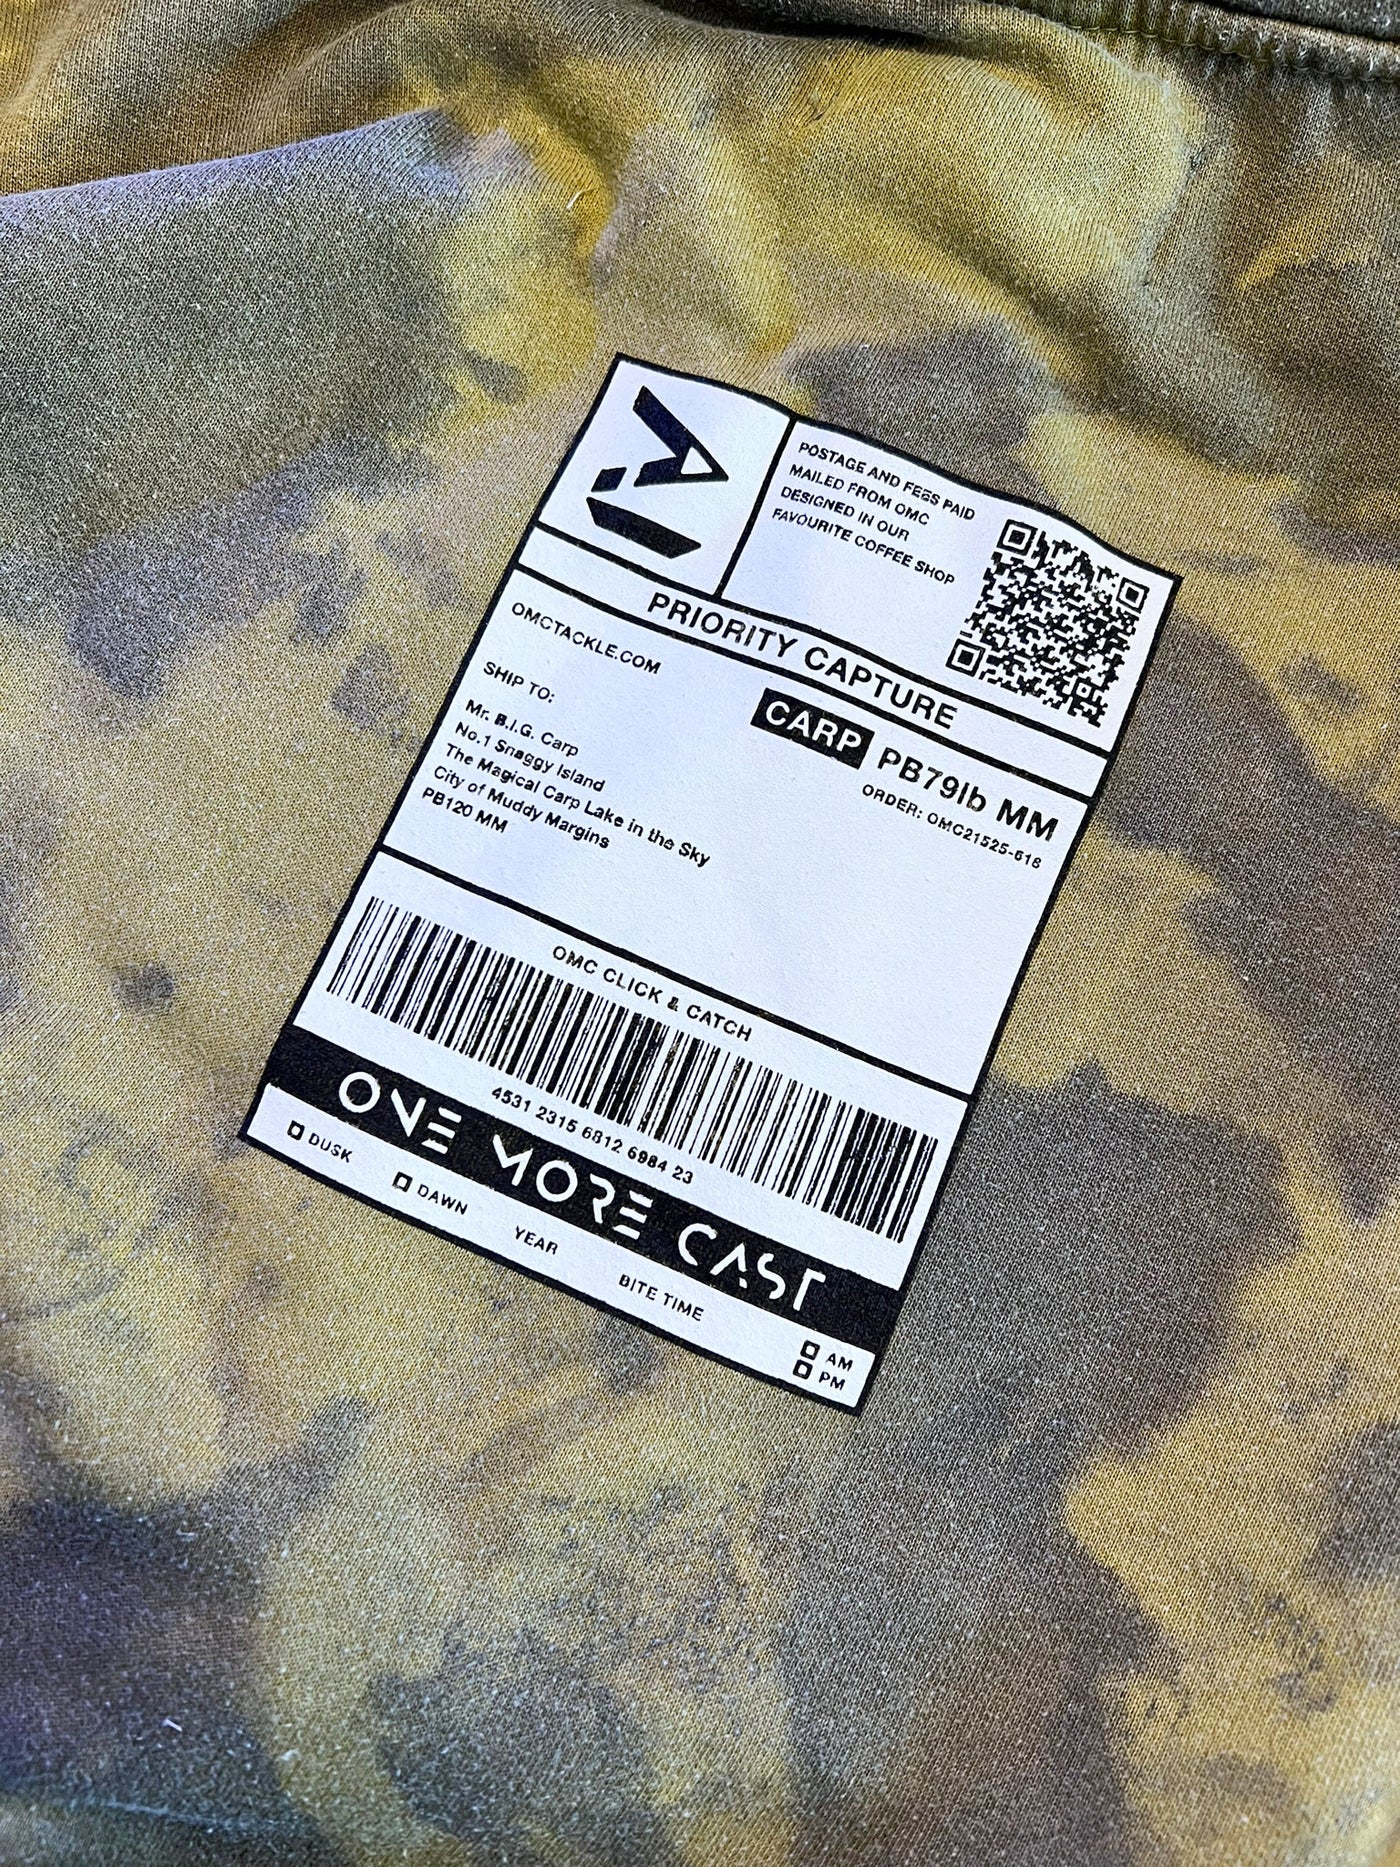 POSTAGE AND FEES PAID
MAILED FROM OMC
DESIGNED IN OUR
FAVOURITE COFFEE SHOP
PRIORITY CAPTURE
OMCTACKLE.COM
CARP PB79lb MM
ORDER: OMC21525-618
SHIP TO:
Mr. B.I.G. Carp
No.1 Snaggy Island
The Magical Carp Lake in the Sky
City of Muddy Margins
PB120 MM
OMC CLICK & CATCH
4531 2315 6812 6984 23
ONE MORE CAST
DUSK
DAWN
YEAR
BITE TIME
AM
PM